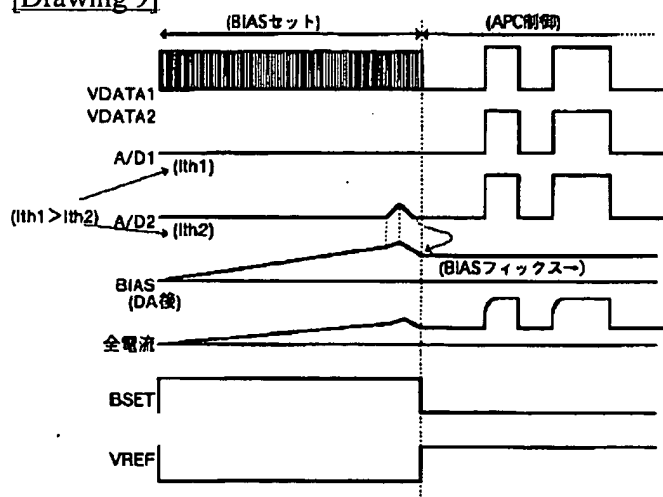 [Drawing 9]
(BIASセット)
(APC制御)
VDATA1
VDATA2
A/D1
(Ith1)
(Ith1>Ith2)
A/D2
(Ith2)
(BIASフィックス→)
BIAS
(DA後)
全電流
BSET
VREF